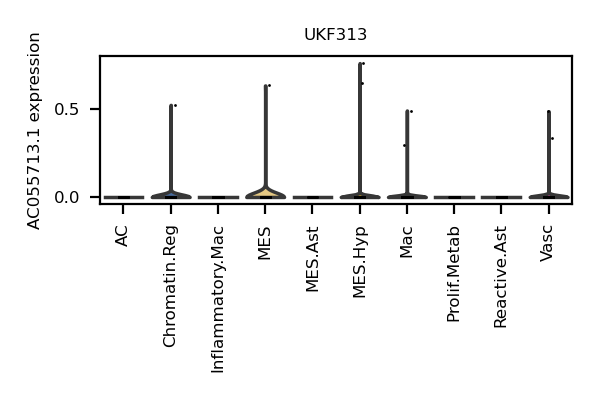 UKF313
AC055713.1 expression
0.5
0.0
AC
Chromatin.Reg
Inflammatory.Mac
MES
MES.Ast
MES.Hyp
Mac
Prolif.Metab
Reactive.Ast
Vasc